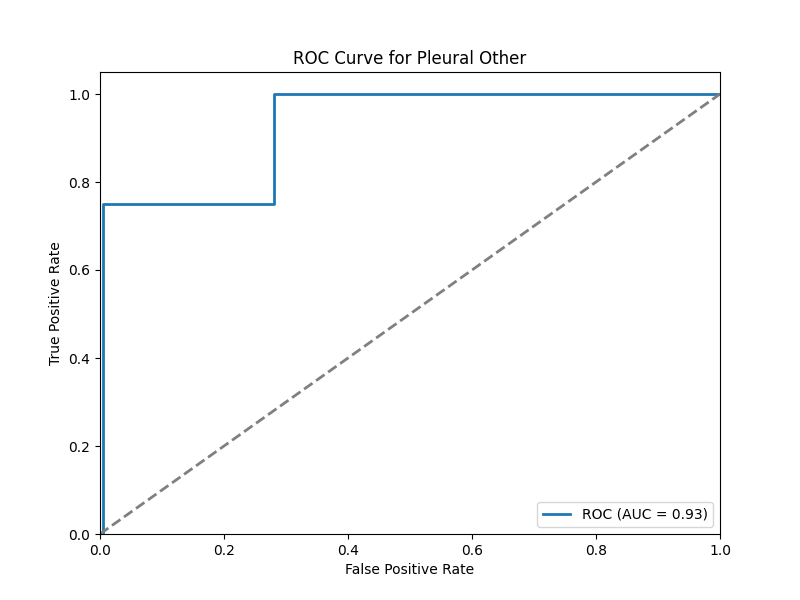 ROC Curve for Pleural Other
True Positive Rate
1.0
0.8
0.6
0.4
0.2
0.0
0.0 0.2 0.4 0.6 0.8 1.0
False Positive Rate
ROC (AUC = 0.93)